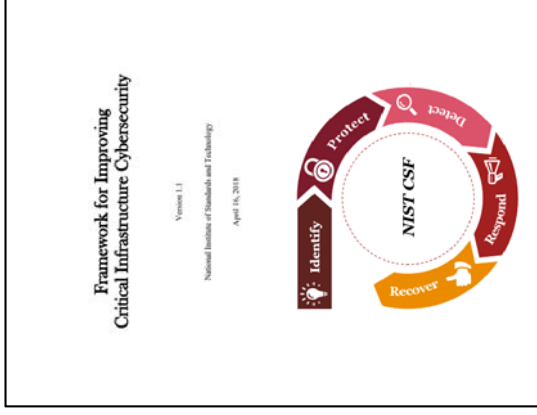 Framework for Improving
Critical Infrastructure Cybersecurity
Version 1.1
National Institute of Standards and Technology
April 16, 2018
Identify
Protect
Detect
Respond
Recover
NIST CSF